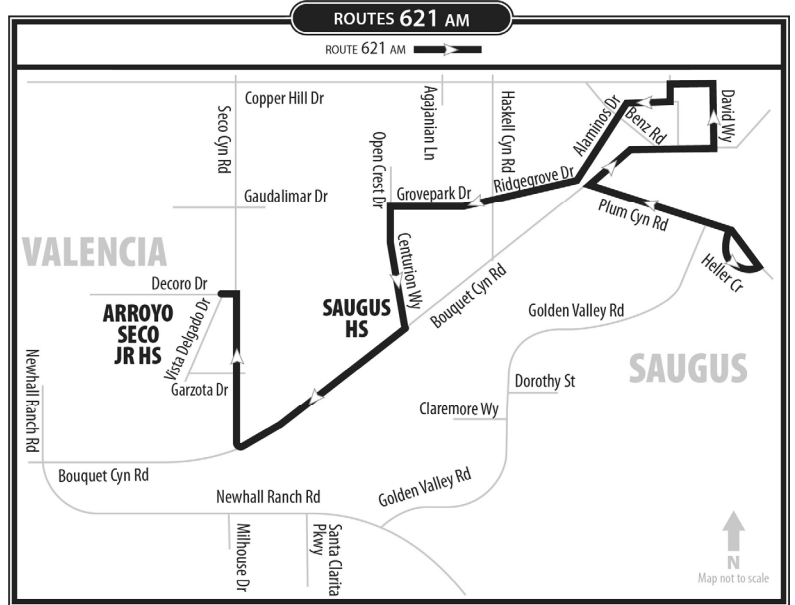 ROUTES 621 AM
ROUTE 621 AM
Copper Hill Dr
Seco Cyn Rd
Agajanian Ln
Haskell Cyn Rd
Alaminos Dr
Benz Rd
David Wy
Open Crest Dr
Gaudalimar Dr
Grovepark Dr
Ridgegrove Dr
Plum Cyn Rd
Heller Cr
VALENCIA
Centurion Wy
Decoro Dr
ARROYO
SECO
JR HS
Vista Delgado Dr
SAUGUS
HS
Bouquet Cyn Rd
Golden Valley Rd
SAUGUS
Garzota Dr
Newhall Ranch Rd
Dorothy St
Claremore Wy
Bouquet Cyn Rd
Golden Valley Rd
Newhall Ranch Rd
Milhouse Dr
Santa Clarita
Pkwy
N
Map not to scale